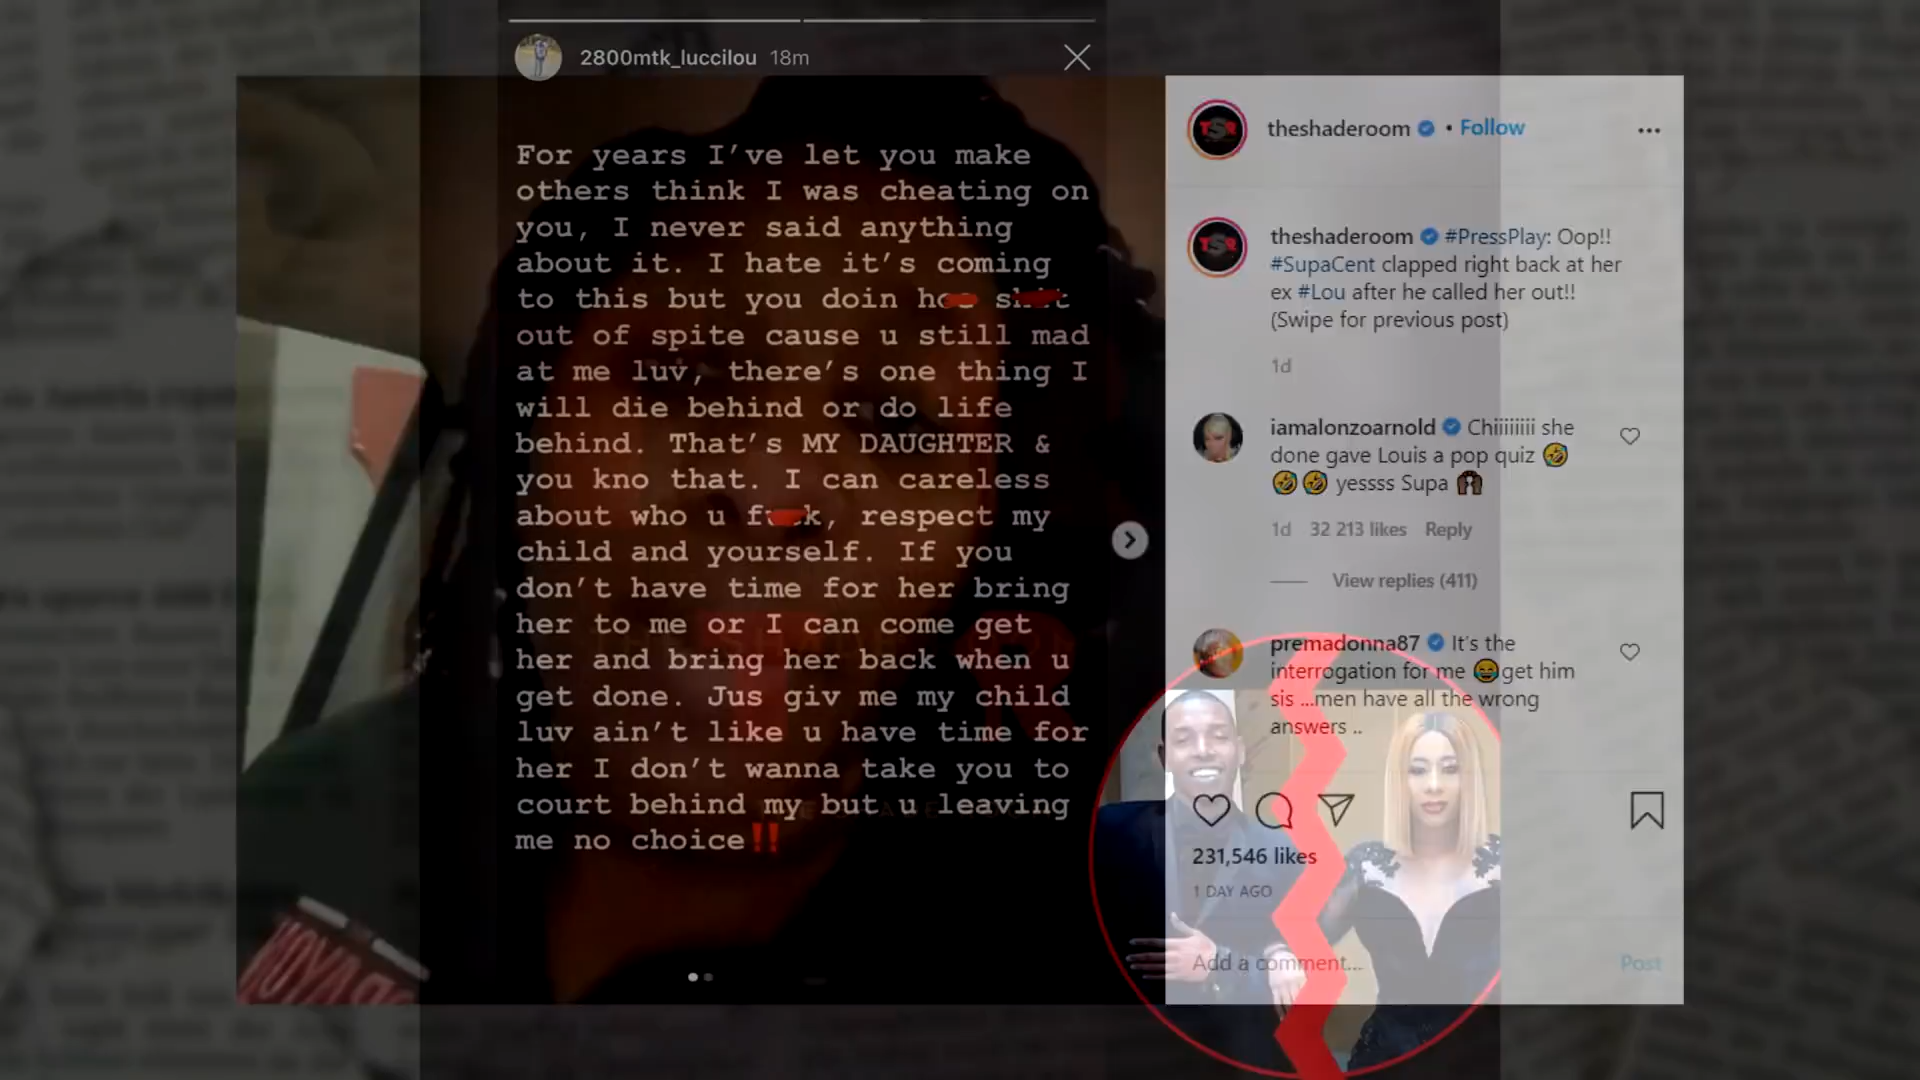 2800mtk_luccilou 18m
For years I've let you make
others think I was cheating on
you, I never said anything
about it. I hate it's coming
to this but you doin
out of spite cause u still mad
at me luv, there's one thing I
will die behind or do life
behind. That's MY DAUGHTER &
you kno that. I can careless
about who u f k, respect my
child and yourself. If you
don't have time for her bring
her to me or I can come get
her and bring her back when u
get done. Jus giv me my child
luv ain't like u have time for
her I don't wanna take you to
court behind my but u leaving
me no choice‼️
theshaderoom • Follow
theshaderoom #PressPlay: Oop!!
#SupaCent clapped right back at her
ex #Lou after he called her out!!
(Swipe for previous post)
1d
iamalonzoarnold Chiiiiiiii she
done gave Louis a pop quiz 🤣
🤣🤣 yessss Supa 🙌🏿
1d 32 213 likes Reply
View replies (411)
premadonna87 It's the
interrogation for me 😂get him
sis ...men have all the wrong
answers ..
231,546 likes
1 DAY AGO
Add a comment...
Post